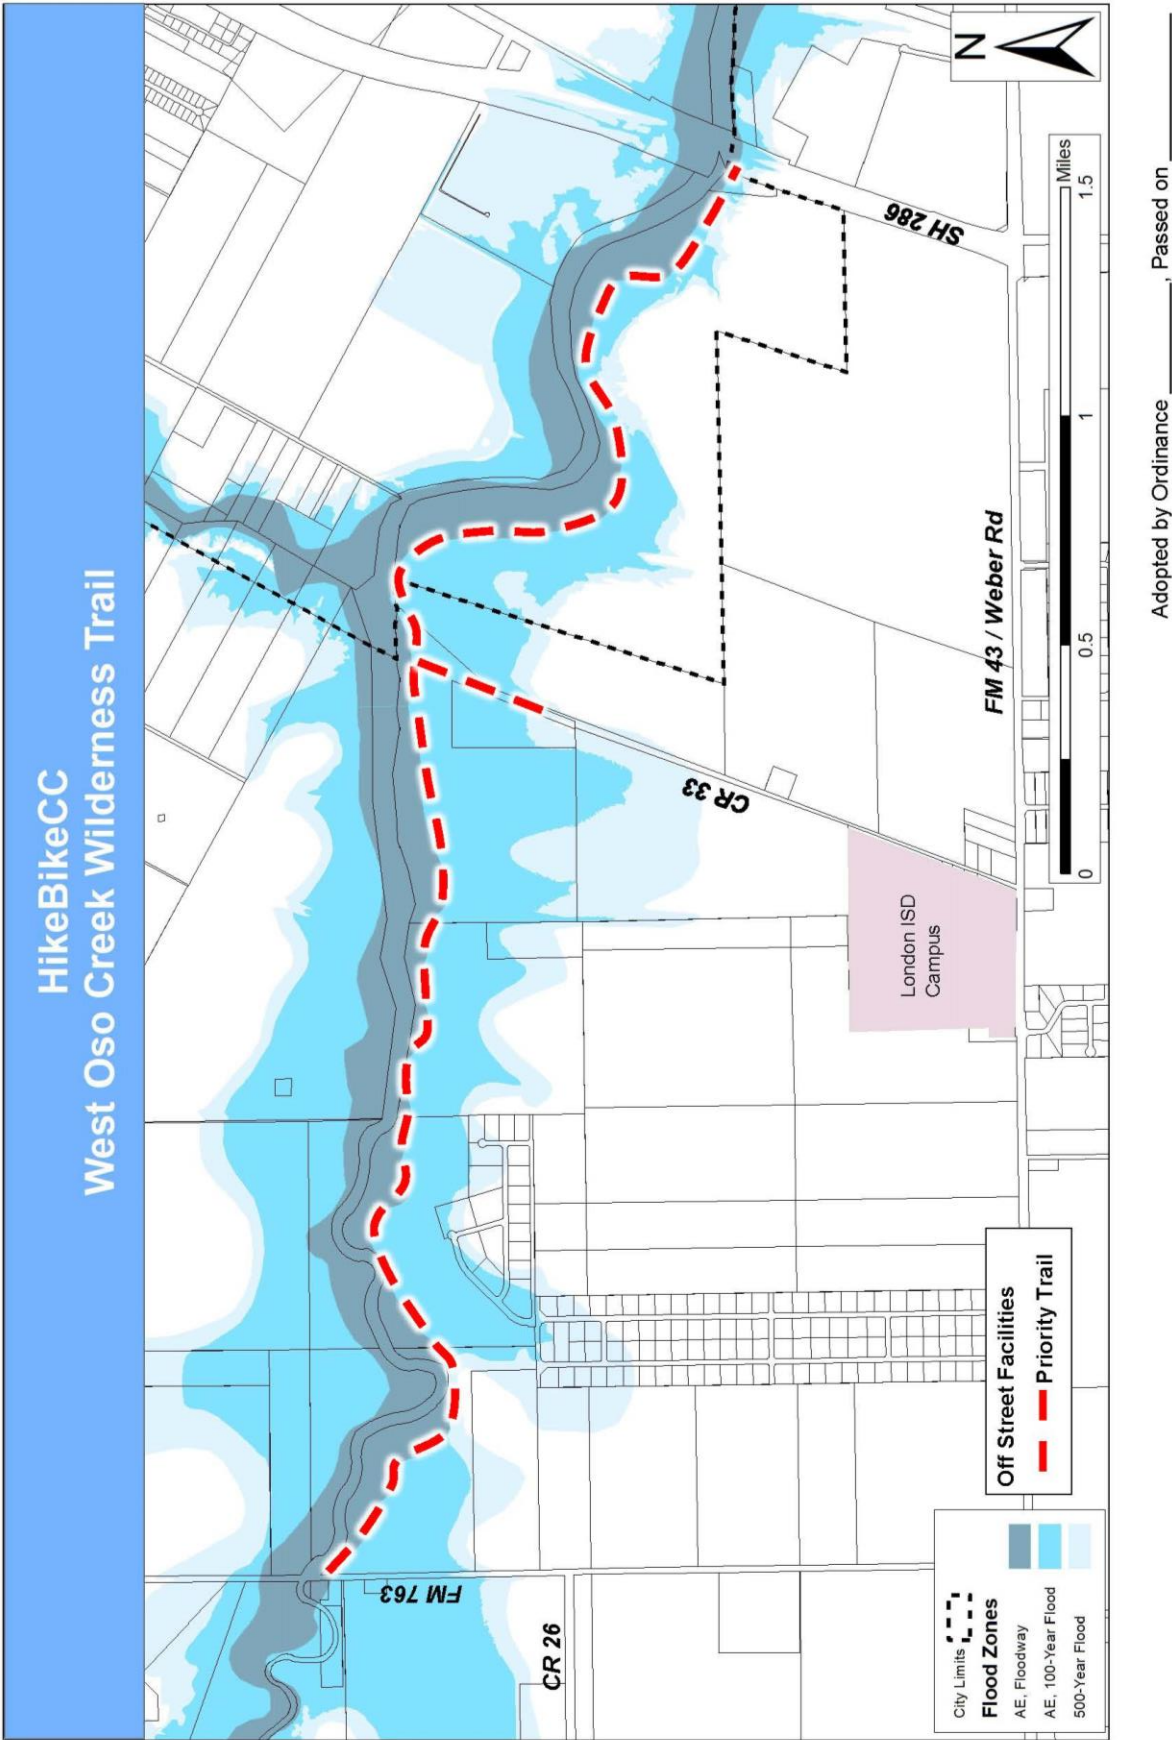 HikeBikeCC
West Oso Creek Wilderness Trail
N
SH 286
CR 33
FM 43 / Weber Rd
London ISD
Campus
FM 763
CR 26
0 0.5 1 1.5
Miles
Off Street Facilities
Priority Trail
City Limits
Flood Zones
AE, Floodway
AE, 100-Year Flood
500-Year Flood
Adopted by Ordinance ________, Passed on ________